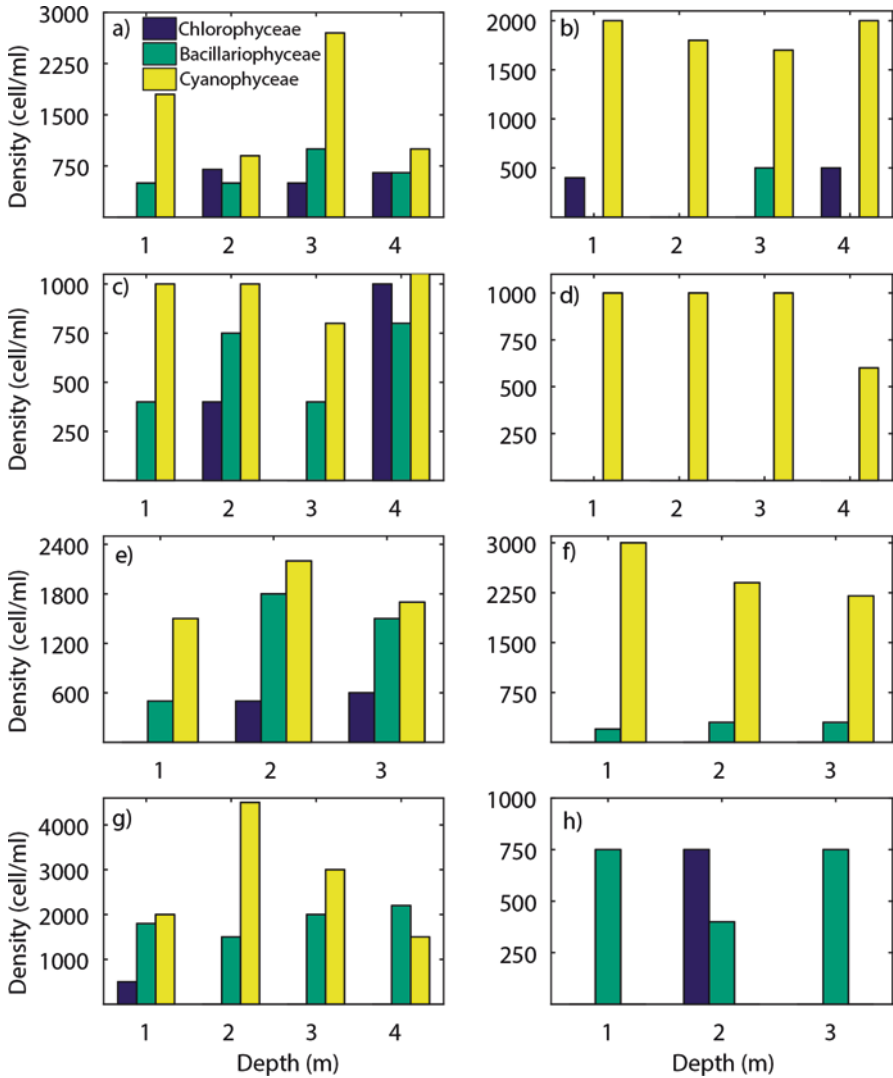 a)
Chlorophyceae
Bacillariophyceae
Cyanophyceae
3000
2250
1500
750
Density (cell/ml)
1 2 3 4
b)
2000
1500
1000
500
1 2 3 4
c)
1000
750
500
250
Density (cell/ml)
1 2 3 4
d)
1000
750
500
250
1 2 3 4
e)
2400
1800
1200
600
Density (cell/ml)
1 2 3
f)
3000
2250
1500
750
1 2 3
g)
4000
3000
2000
1000
Density (cell/ml)
1 2 3 4
Depth (m)
h)
1000
750
500
250
1 2 3
Depth (m)